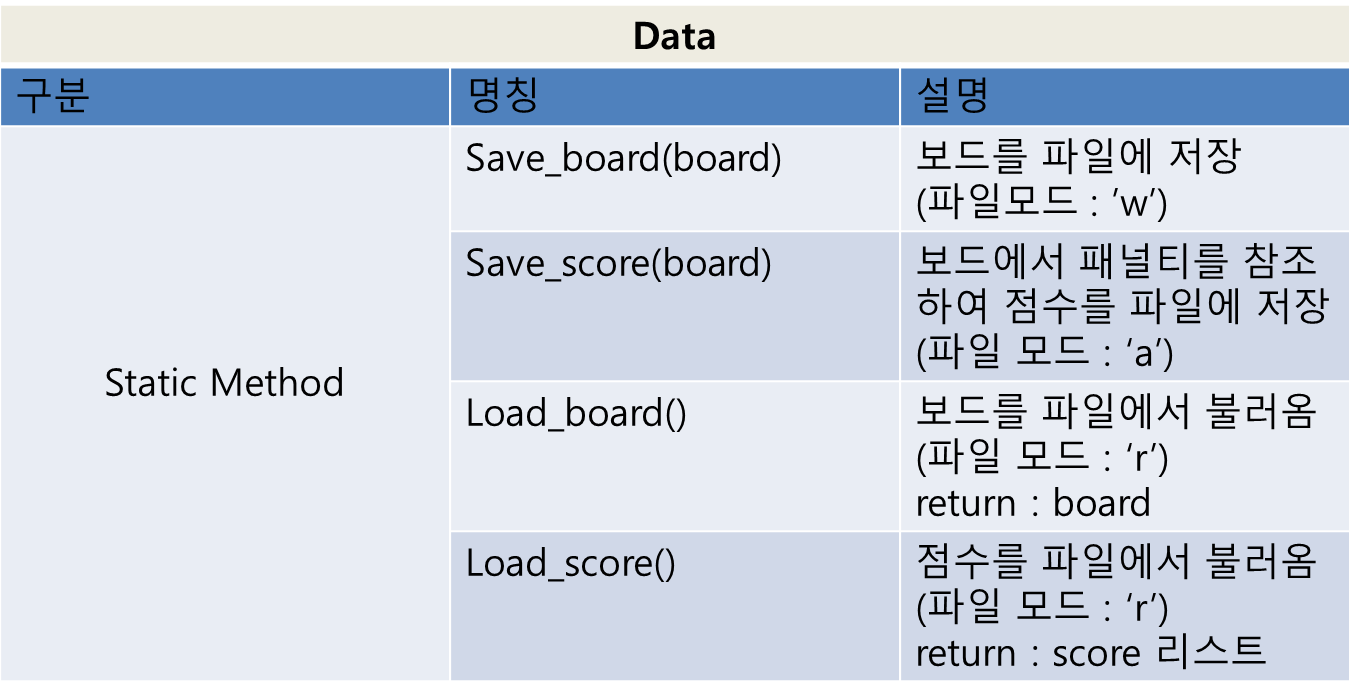 Data
구분
명칭
설명
Static Method
Save_board(board)
보드를 파일에 저장
(파일모드 : ’w’)
Save_score(board)
보드에서 패널티를 참조
하여 점수를 파일에 저장
(파일 모드 : ‘a’)
Load_board()
보드를 파일에서 불러옴
(파일 모드 : ‘r’)
return : board
Load_score()
점수를 파일에서 불러옴
(파일 모드 : ‘r’)
return : score 리스트